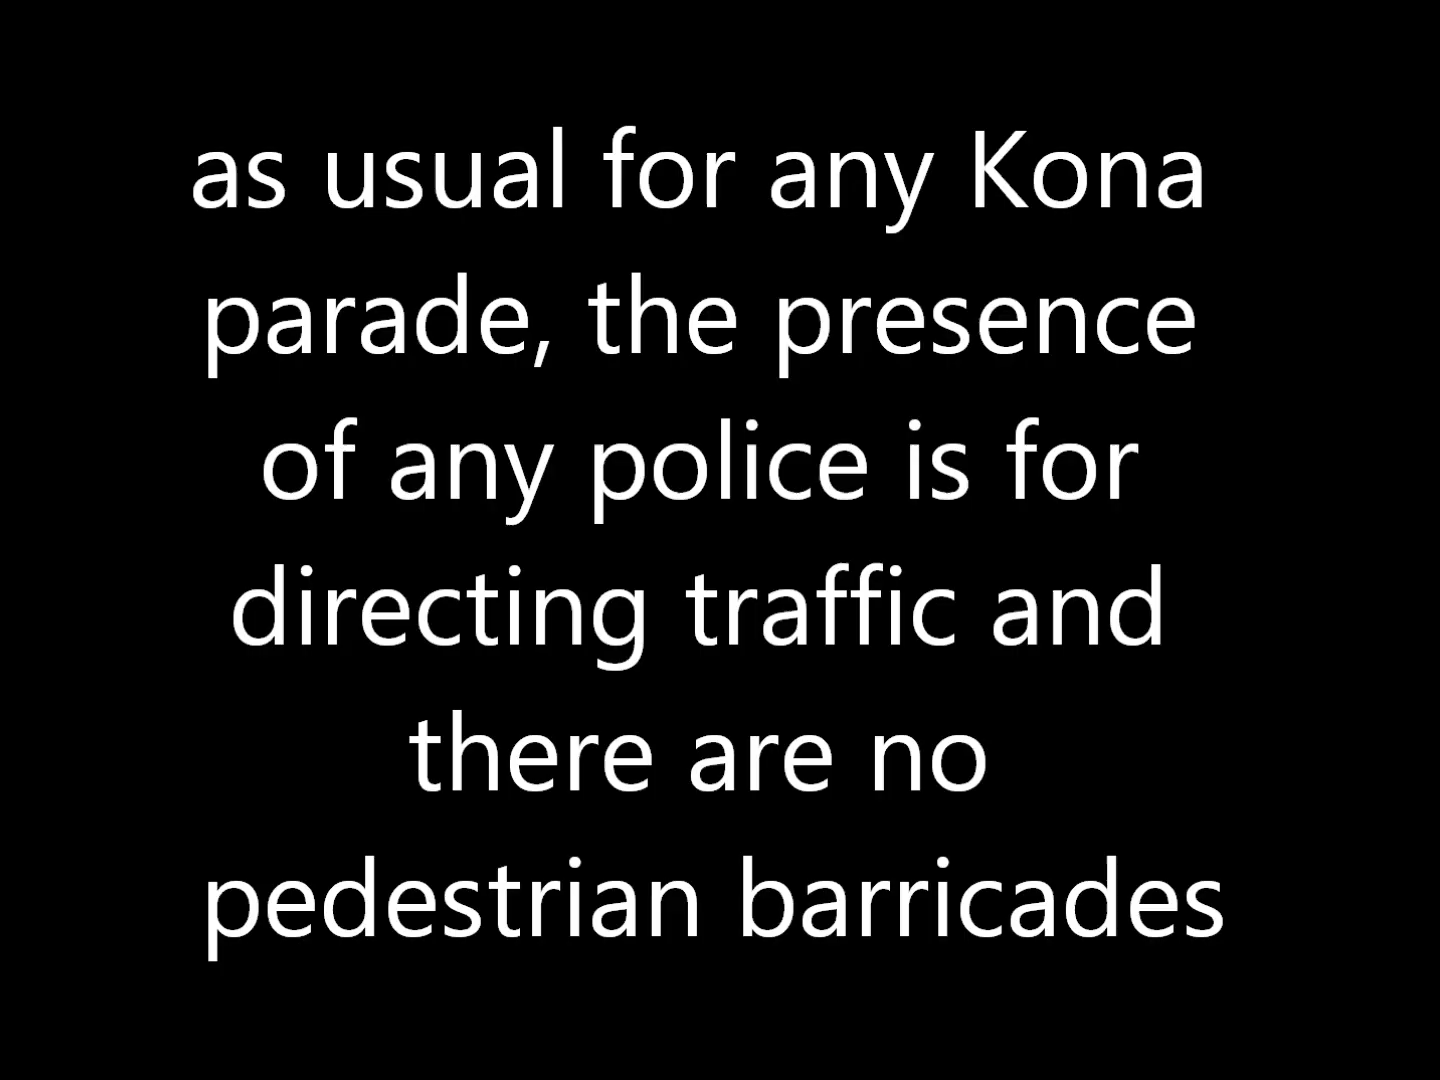 as usual for any Kona
parade, the presence
of any police is for
directing traffic and
there are no
pedestrian barricades